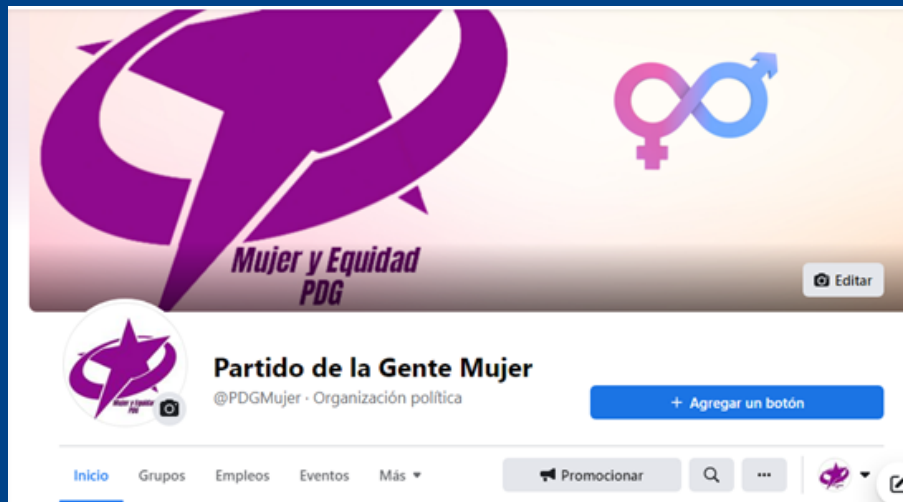 Mujer y Equidad
PDG
Editar
Mujer y Equidad
PDG
Partido de la Gente Mujer
@PDGMujer · Organización política
+ Agregar un botón
Inicio Grupos Empleos Eventos Más
Promocionar